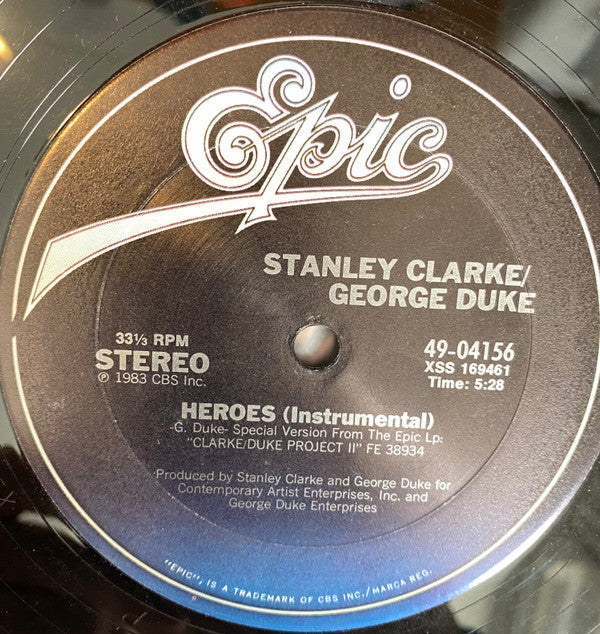 Epic
STANLEY CLARKE/
GEORGE DUKE
33⅓ RPM
STEREO
℗ 1983 CBS Inc.
49-04156
XSS 169461
Time: 5:28
HEROES (Instrumental)
-G. Duke- Special Version From The Epic Lp:
"CLARKE/DUKE PROJECT II" FE 38934
Produced by Stanley Clarke and George Duke for
Contemporary Artist Enterprises, Inc. and
George Duke Enterprises
"EPIC", IS A TRADEMARK OF CBS INC./MARCA REG.